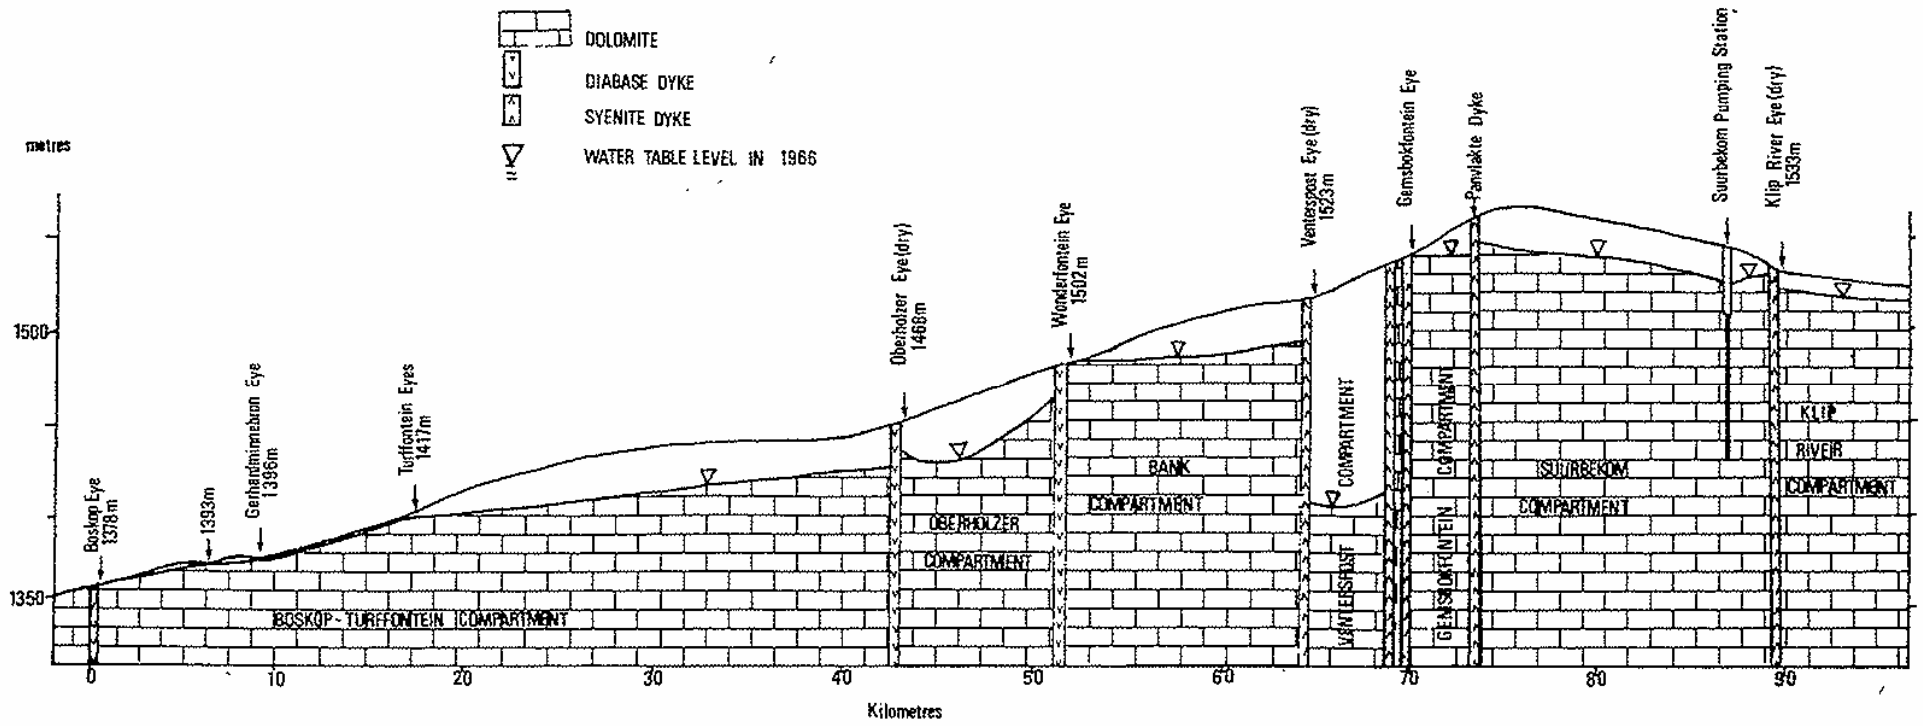 DOLOMITE
DIABASE DYKE
SYENITE DYKE
WATER TABLE LEVEL IN 1966
metres
1500
1350
Boskop Eye
1378m
1393m
Gerhardminnebron Eye
1396m
Turffontein Eyes
1417m
Oberholzer Eye(dry)
1468m
Wonderfontein Eye
1502m
Venterspost Eye(dry)
1523m
Gemsbokfontein Eye
Panvlakte Dyke
Suurbekom Pumping Station
Klip River Eye(dry)
1533m
BOSKOP-TURFFONTEIN COMPARTMENT
OBERHOLZER
COMPARTMENT
BANK
COMPARTMENT
VENTERSPOST COMPARTMENT
GEMSBOKFONTEIN COMPARTMENT
SUURBEKOM
COMPARTMENT
KLIP
RIVEIR
COMPARTMENT
0 10 20 30 40 50 60 70 80 90
Kilometres